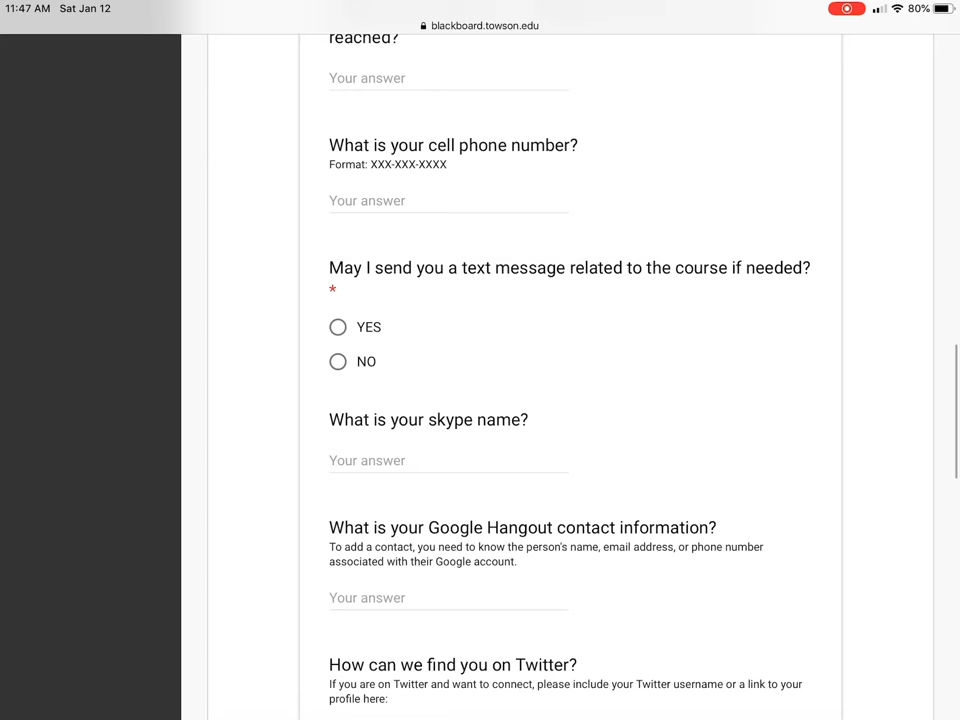 11:47 AM Sat Jan 12
80%
blackboard.towson.edu
reached?
Your answer
What is your cell phone number?
Format: XXX-XXX-XXXX
Your answer
May I send you a text message related to the course if needed?
*
YES
NO
What is your skype name?
Your answer
What is your Google Hangout contact information?
To add a contact, you need to know the person's name, email address, or phone number
associated with their Google account.
Your answer
How can we find you on Twitter?
If you are on Twitter and want to connect, please include your Twitter username or a link to your
profile here: